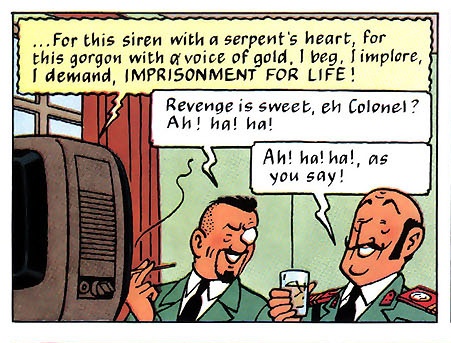 ...For this siren with a serpent's heart, for
this gorgon with a voice of gold, I beg, I implore,
I demand, IMPRISONMENT FOR LIFE!
Revenge is sweet, eh Colonel?
Ah! ha! ha!
Ah! ha! ha!, as
you say!